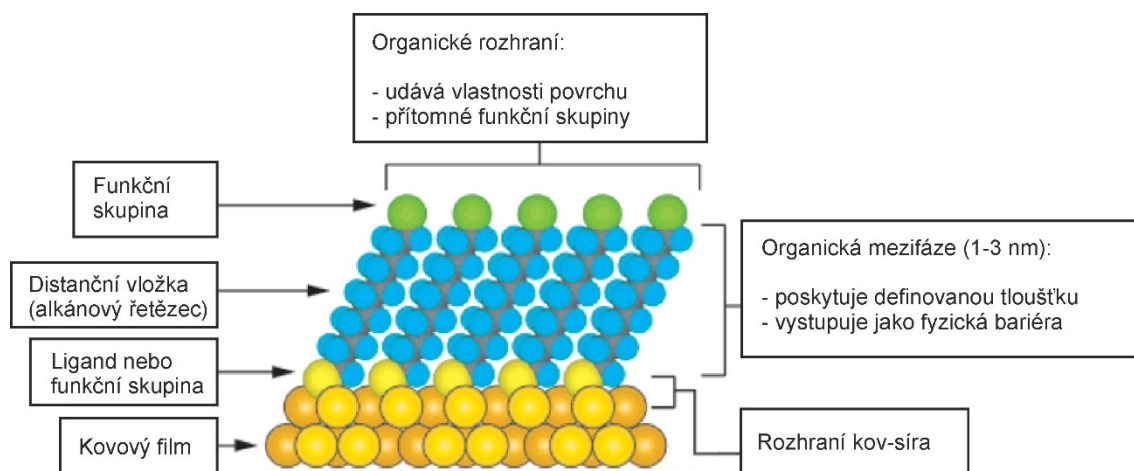 Organické rozhraní:
- udává vlastnosti povrchu
- přítomné funkční skupiny
Funkční
skupina
Distanční vložka
(alkánový řetězec)
Ligand nebo
funkční skupina
Kovový film
Organická mezifáze (1-3 nm):
- poskytuje definovanou tloušťku
- vystupuje jako fyzická bariéra
Rozhraní kov-síra